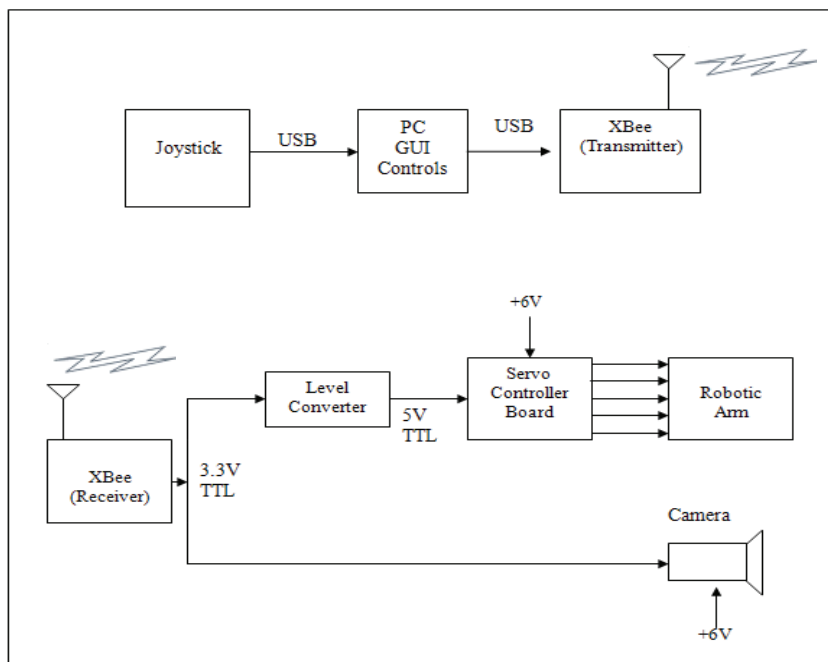 Joystick
USB
PC
GUI
Controls
USB
XBee
(Transmitter)
+6V
Level
Converter
5V
TTL
Servo
Controller
Board
Robotic
Arm
XBee
(Receiver)
3.3V
TTL
Camera
+6V